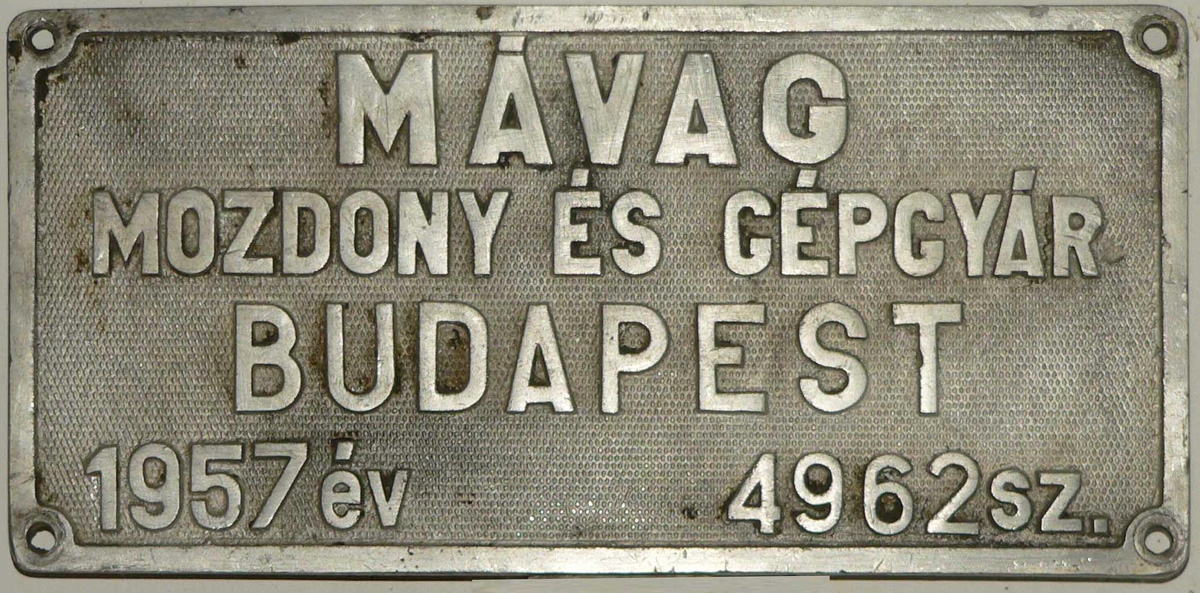 MÁVAG
MOZDONY ÉS GÉPGYÁR
BUDAPEST
1957 év 4962 sz.